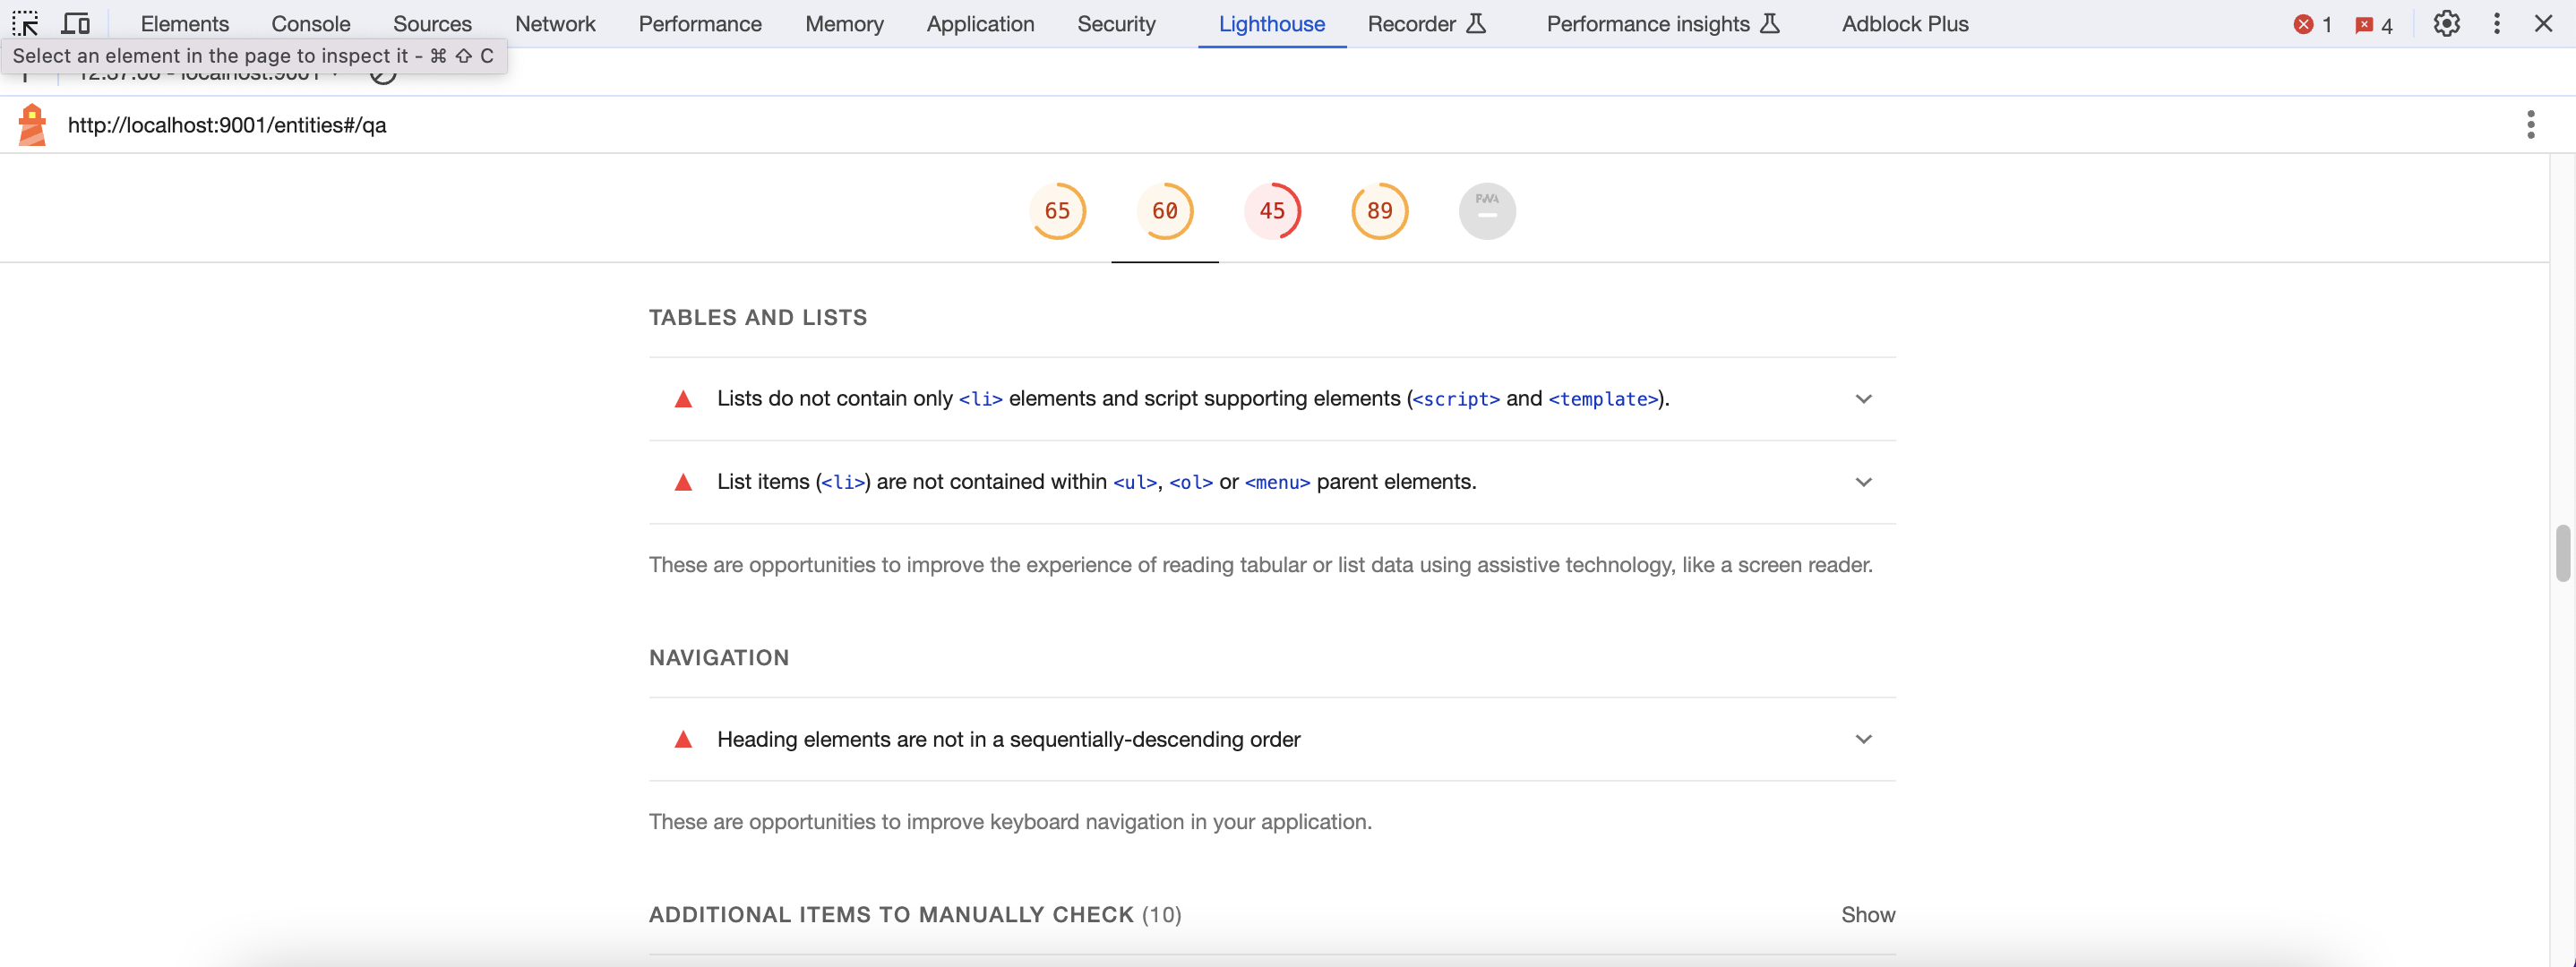 Elements Console Sources Network Performance Memory Application Security Lighthouse Recorder Performance insights Adblock Plus 1 4
Select an element in the page to inspect it - ⌘ ⇧ C
http://localhost:9001/entities#/qa
65 60 45 89 PWA
TABLES AND LISTS
Lists do not contain only <li> elements and script supporting elements (<script> and <template>).
List items (<li>) are not contained within <ul>, <ol> or <menu> parent elements.
These are opportunities to improve the experience of reading tabular or list data using assistive technology, like a screen reader.
NAVIGATION
Heading elements are not in a sequentially-descending order
These are opportunities to improve keyboard navigation in your application.
ADDITIONAL ITEMS TO MANUALLY CHECK (10) Show